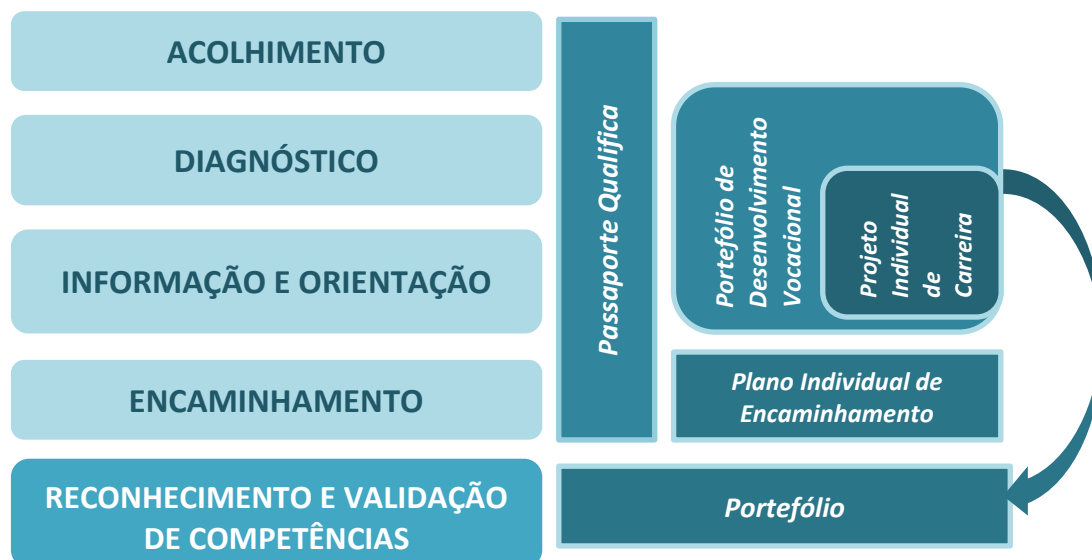 ACOLHIMENTO
DIAGNÓSTICO
INFORMAÇÃO E ORIENTAÇÃO
ENCAMINHAMENTO
RECONHECIMENTO E VALIDAÇÃO
DE COMPETÊNCIAS
Passaporte Qualifica
Portefólio de
Desenvolvimento
Vocacional
Projeto
Individual
de
Carreira
Plano Individual de
Encaminhamento
Portefólio